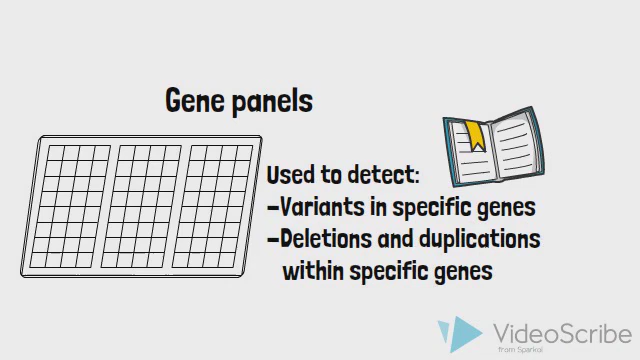 Gene panels
Used to detect:
-Variants in specific genes
-Deletions and duplications
within specific genes
VideoScribe
from Sparkol